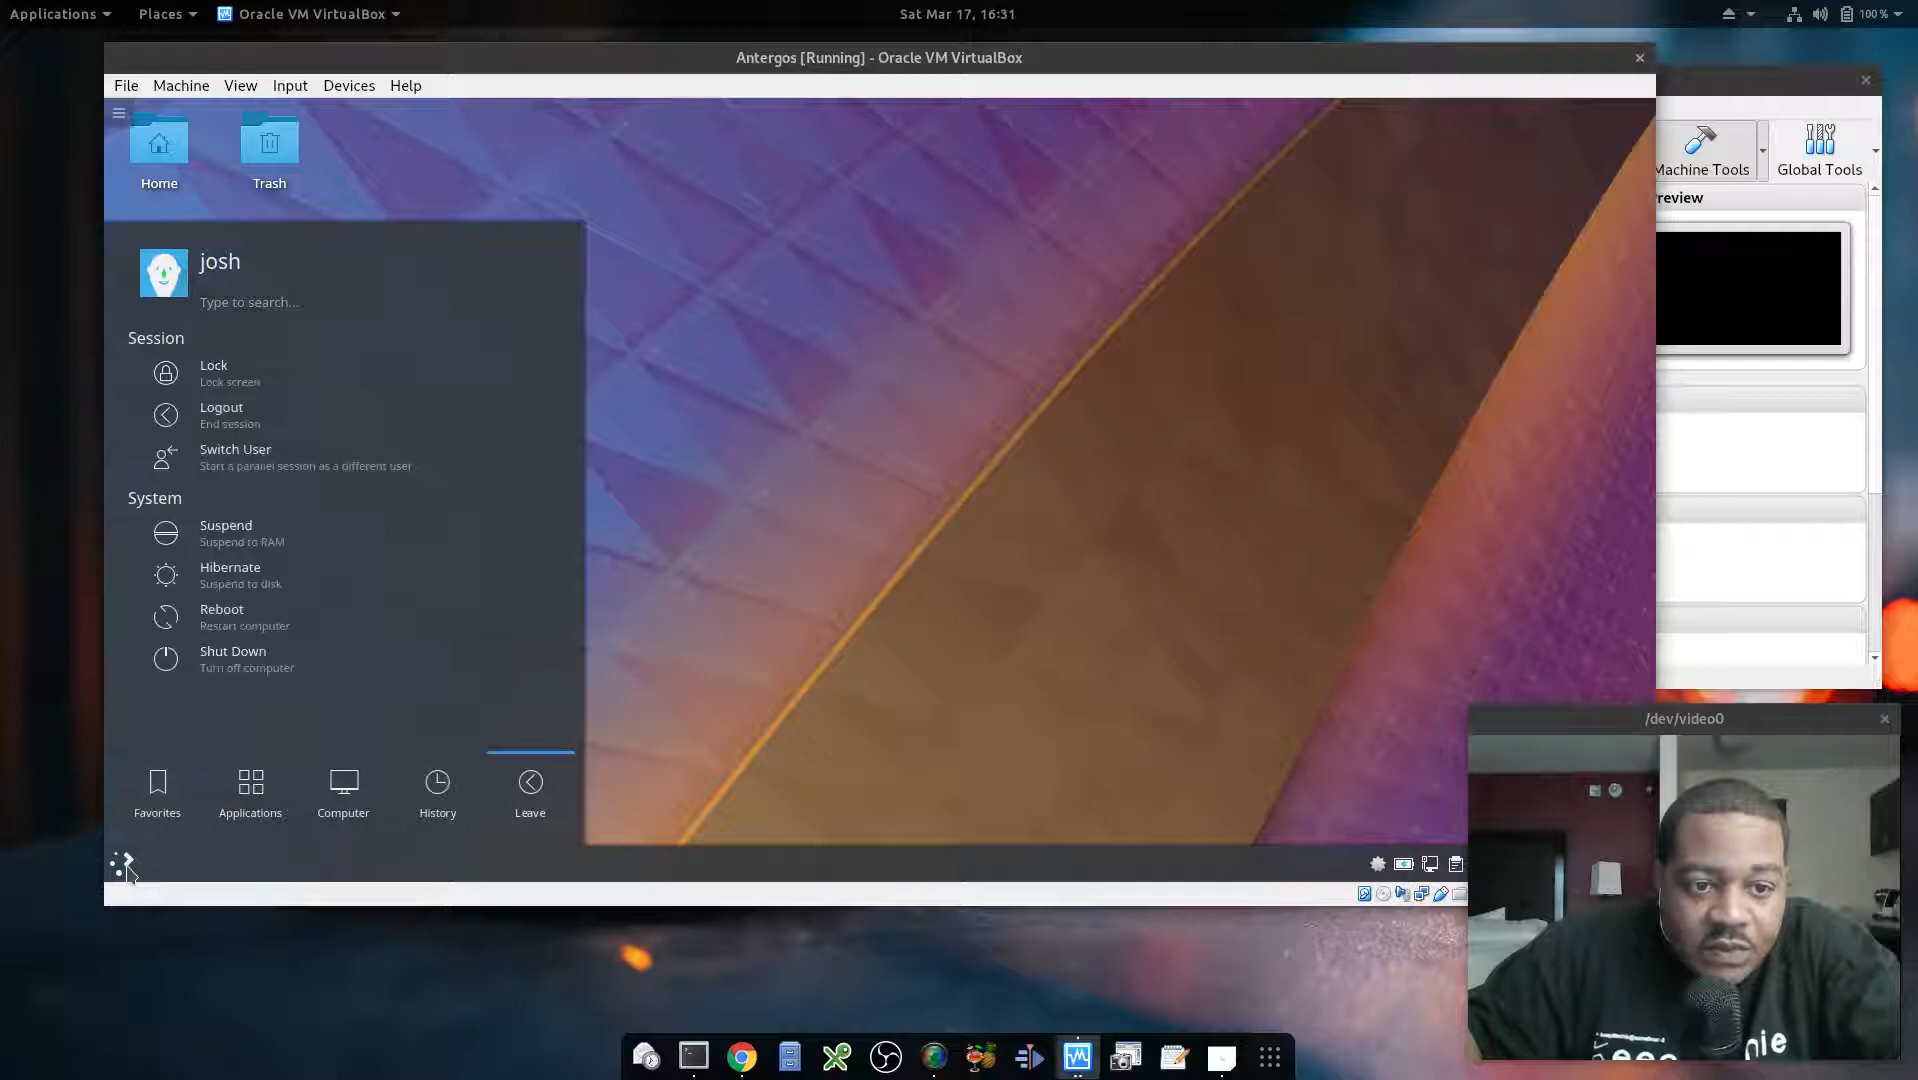 Applications
Places
Oracle VM VirtualBox
Sat Mar 17, 16:31
100 %
Antergos [Running] - Oracle VM VirtualBox
File
Machine
View
Input
Devices
Help
Home
Trash
Machine Tools
Global Tools
review
josh
Type to search...
Session
Lock
Lock screen
Logout
End session
Switch User
Start a parallel session as a different user
System
Suspend
Suspend to RAM
Hibernate
Suspend to disk
Reboot
Restart computer
Shut Down
Turn off computer
Favorites
Applications
Computer
History
Leave
/dev/video0